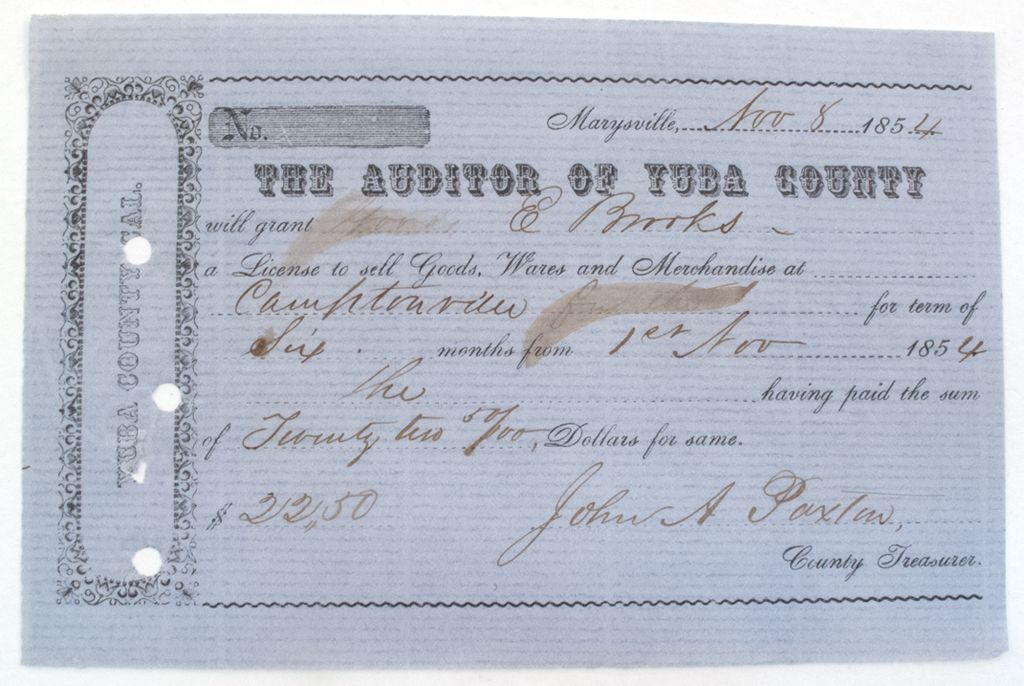 No.
Marysville, Nov 8 1854
THE AUDITOR OF YUBA COUNTY
will grant E Brooks
a License to sell Goods, Wares and Merchandise at
Camptonville for term of
Six months from 1st Nov 1854
he having paid the sum
of Twenty two 50/00, Dollars for same.
$ 22,50 John A Paxton,
County Treasurer.
YUBA COUNTY